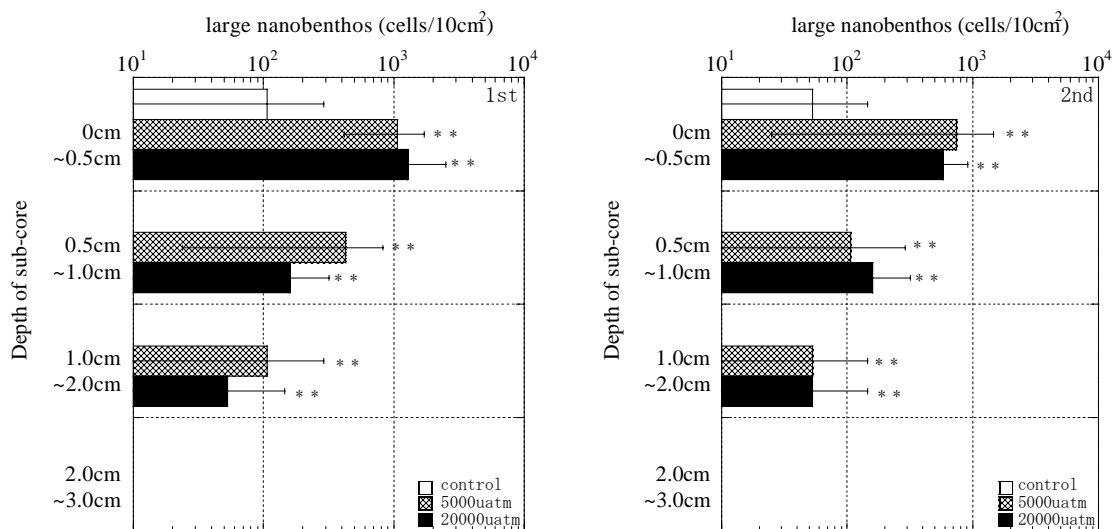 large nanobenthos (cells/10cm²)
10¹ 10² 10³ 10⁴
1st
0cm
~0.5cm
* *
* *
0.5cm
~1.0cm
* *
* *
1.0cm
~2.0cm
* *
* *
2.0cm
~3.0cm
Depth of sub-core
control
5000uatm
20000uatm
large nanobenthos (cells/10cm²)
10¹ 10² 10³ 10⁴
2nd
0cm
~0.5cm
* *
* *
0.5cm
~1.0cm
* *
* *
1.0cm
~2.0cm
* *
* *
2.0cm
~3.0cm
Depth of sub-core
control
5000uatm
20000uatm